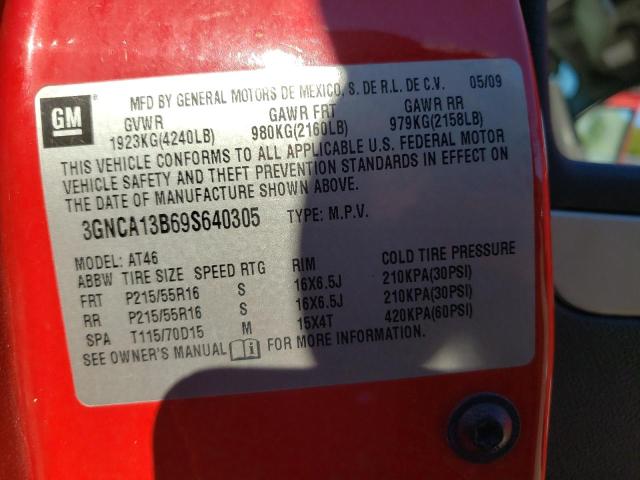 GM
MFD BY GENERAL MOTORS DE MEXICO, S. DE R.L. DE C.V. 05/09
GVWR GAWR FRT GAWR RR
1923KG(4240LB) 980KG(2160LB) 979KG(2158LB)
THIS VEHICLE CONFORMS TO ALL APPLICABLE U.S. FEDERAL MOTOR
VEHICLE SAFETY AND THEFT PREVENTION STANDARDS IN EFFECT ON
THE DATE OF MANUFACTURE SHOWN ABOVE.
3GNCA13B69S640305 TYPE: M.P.V.
MODEL: AT46
ABBW TIRE SIZE SPEED RTG RIM COLD TIRE PRESSURE
FRT P215/55R16 S 16X6.5J 210KPA(30PSI)
RR P215/55R16 S 16X6.5J 210KPA(30PSI)
SPA T115/70D15 M 15X4T 420KPA(60PSI)
SEE OWNER'S MANUAL FOR MORE INFORMATION.